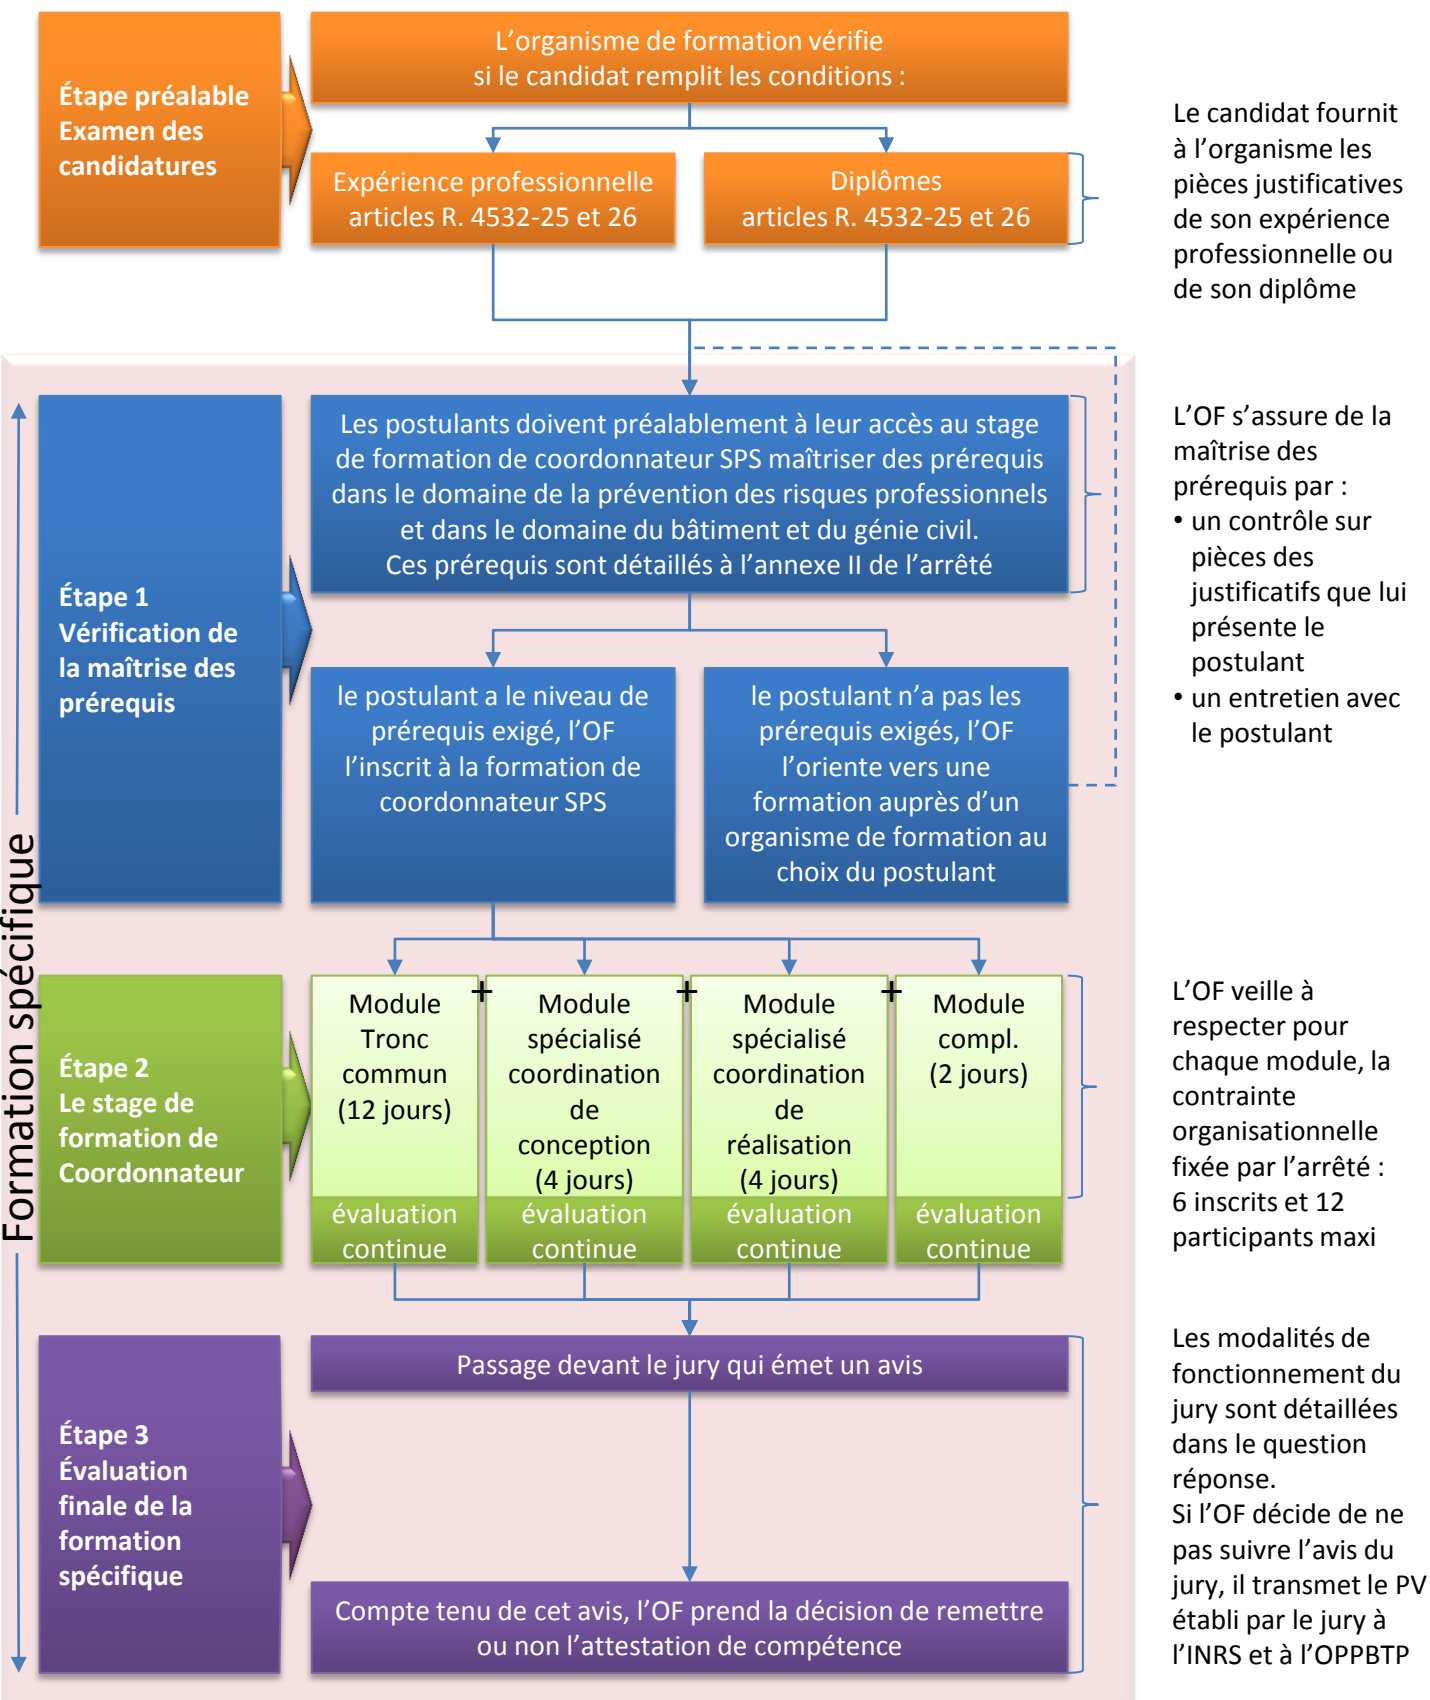 Étape préalable
Examen des
candidatures
L'organisme de formation vérifie
si le candidat remplit les conditions :
Expérience professionnelle
articles R. 4532-25 et 26
Diplômes
articles R. 4532-25 et 26
Le candidat fournit
à l'organisme les
pièces justificatives
de son expérience
professionnelle ou
de son diplôme
Formation spécifique
Étape 1
Vérification de
la maîtrise des
prérequis
Les postulants doivent préalablement à leur accès au stage
de formation de coordonnateur SPS maîtriser des prérequis
dans le domaine de la prévention des risques professionnels
et dans le domaine du bâtiment et du génie civil.
Ces prérequis sont détaillés à l'annexe II de l'arrêté
le postulant a le niveau de
prérequis exigé, l'OF
l'inscrit à la formation de
coordonnateur SPS
le postulant n'a pas les
prérequis exigés, l'OF
l'oriente vers une
formation auprès d'un
organisme de formation au
choix du postulant
L'OF s'assure de la
maîtrise des
prérequis par :
• un contrôle sur
pièces des
justificatifs que lui
présente le
postulant
• un entretien avec
le postulant
Étape 2
Le stage de
formation de
Coordonnateur
Module
Tronc
commun
(12 jours)
évaluation
continue
+
Module
spécialisé
coordination
de
conception
(4 jours)
évaluation
continue
+
Module
spécialisé
coordination
de
réalisation
(4 jours)
évaluation
continue
+
Module
compl.
(2 jours)
évaluation
continue
L'OF veille à
respecter pour
chaque module, la
contrainte
organisationnelle
fixée par l'arrêté :
6 inscrits et 12
participants maxi
Étape 3
Évaluation
finale de la
formation
spécifique
Passage devant le jury qui émet un avis
Compte tenu de cet avis, l'OF prend la décision de remettre
ou non l'attestation de compétence
Les modalités de
fonctionnement du
jury sont détaillées
dans le question
réponse.
Si l'OF décide de ne
pas suivre l'avis du
jury, il transmet le PV
établi par le jury à
l'INRS et à l'OPPBTP